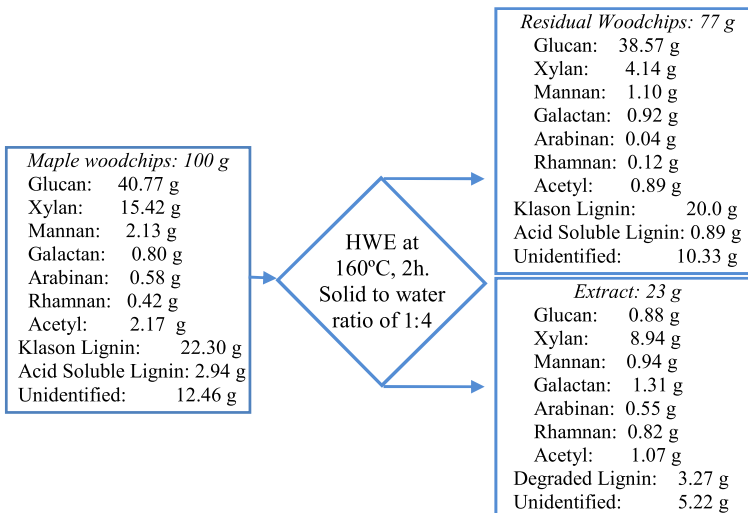 Maple woodchips: 100 g
Glucan: 40.77 g
Xylan: 15.42 g
Mannan: 2.13 g
Galactan: 0.80 g
Arabinan: 0.58 g
Rhamnan: 0.42 g
Acetyl: 2.17 g
Klason Lignin: 22.30 g
Acid Soluble Lignin: 2.94 g
Unidentified: 12.46 g
HWE at
160ºC, 2h.
Solid to water
ratio of 1:4
Residual Woodchips: 77 g
Glucan: 38.57 g
Xylan: 4.14 g
Mannan: 1.10 g
Galactan: 0.92 g
Arabinan: 0.04 g
Rhamnan: 0.12 g
Acetyl: 0.89 g
Klason Lignin: 20.0 g
Acid Soluble Lignin: 0.89 g
Unidentified: 10.33 g
Extract: 23 g
Glucan: 0.88 g
Xylan: 8.94 g
Mannan: 0.94 g
Galactan: 1.31 g
Arabinan: 0.55 g
Rhamnan: 0.82 g
Acetyl: 1.07 g
Degraded Lignin: 3.27 g
Unidentified: 5.22 g